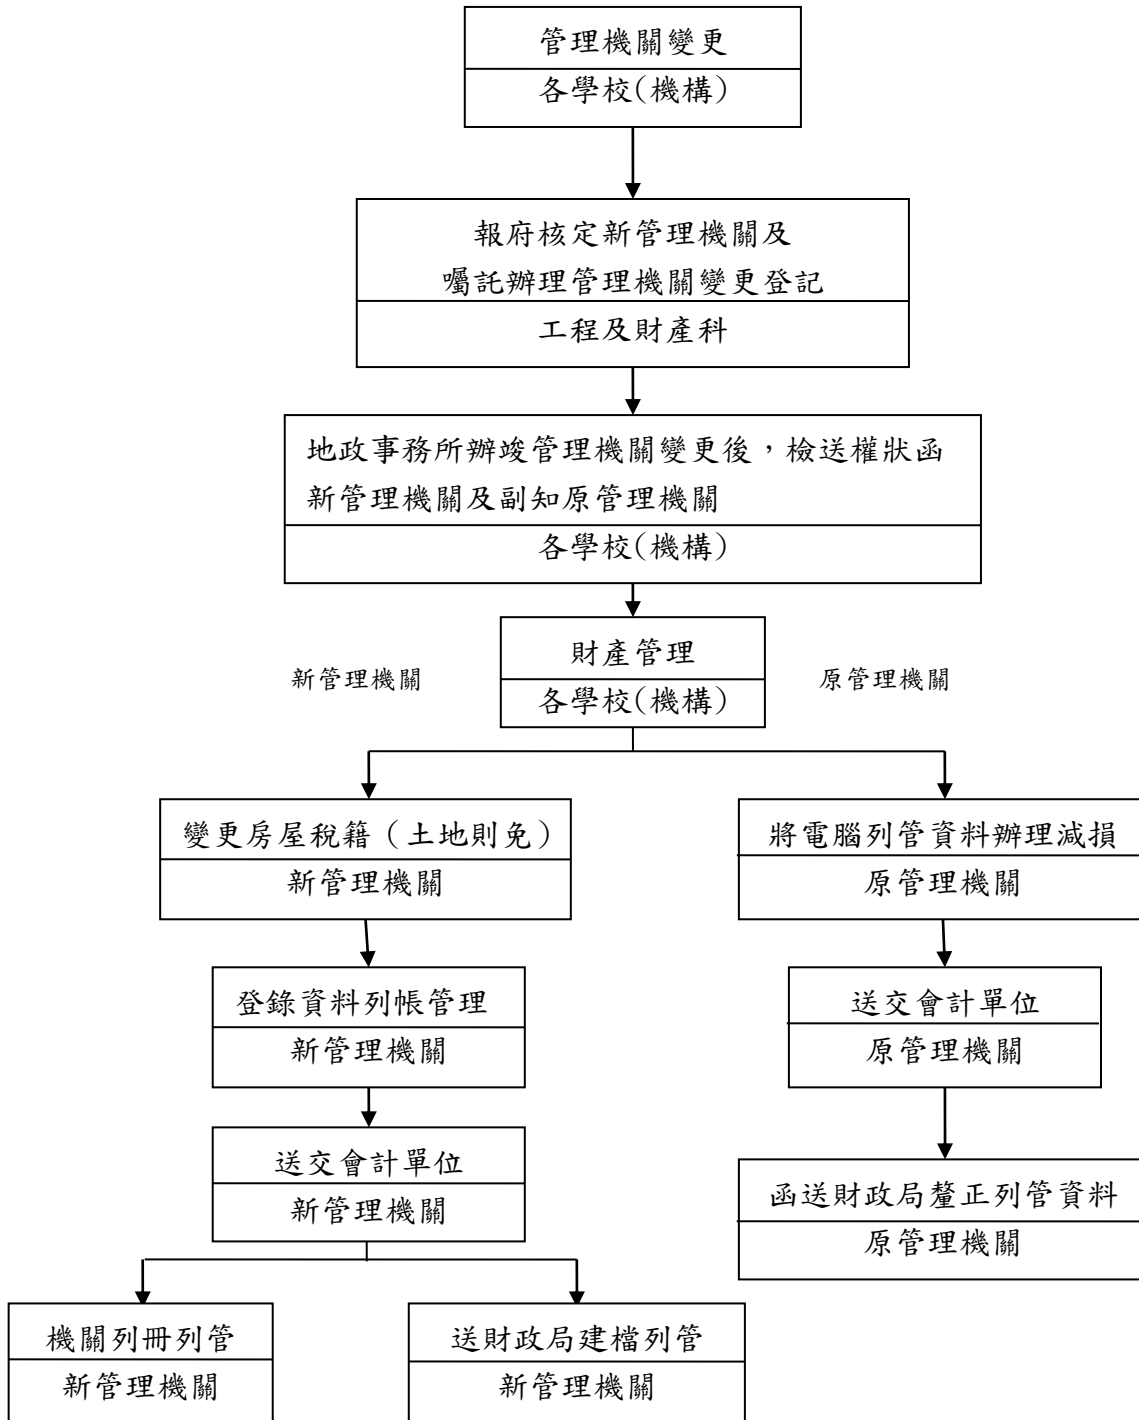 管理機關變更
各學校(機構)
報府核定新管理機關及
囑託辦理管理機關變更登記
工程及財產科
地政事務所辦竣管理機關變更後，檢送權狀函
新管理機關及副知原管理機關
各學校(機構)
財產管理
各學校(機構)
新管理機關
原管理機關
變更房屋稅籍（土地則免）
新管理機關
將電腦列管資料辦理減損
原管理機關
登錄資料列帳管理
新管理機關
送交會計單位
原管理機關
送交會計單位
新管理機關
函送財政局釐正列管資料
原管理機關
機關列冊列管
新管理機關
送財政局建檔列管
新管理機關